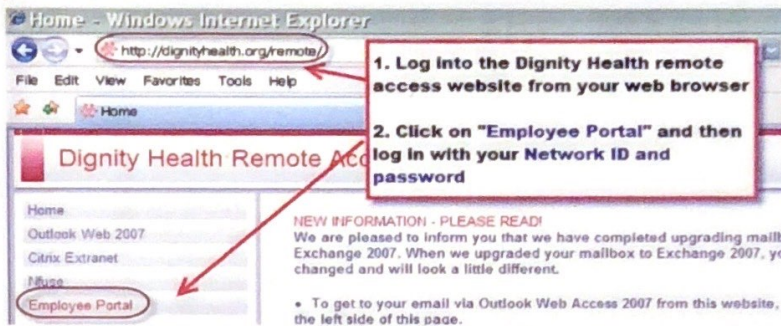 Home - Windows Internet Explorer
http://dignityhealth.org/remote/
File Edit View Favorites Tools Help
Home
1. Log into the Dignity Health remote
access website from your web browser
2. Click on "Employee Portal" and then
log in with your Network ID and
password
Dignity Health Remote Acc
Home
Outlook Web 2007
Citrix Extranet
Nfuse
Employee Portal
NEW INFORMATION - PLEASE READ!
We are pleased to inform you that we have completed upgrading mailb
Exchange 2007. When we upgraded your mailbox to Exchange 2007, yo
changed and will look a little different.
• To get to your email via Outlook Web Access 2007 from this website,
the left side of this page.